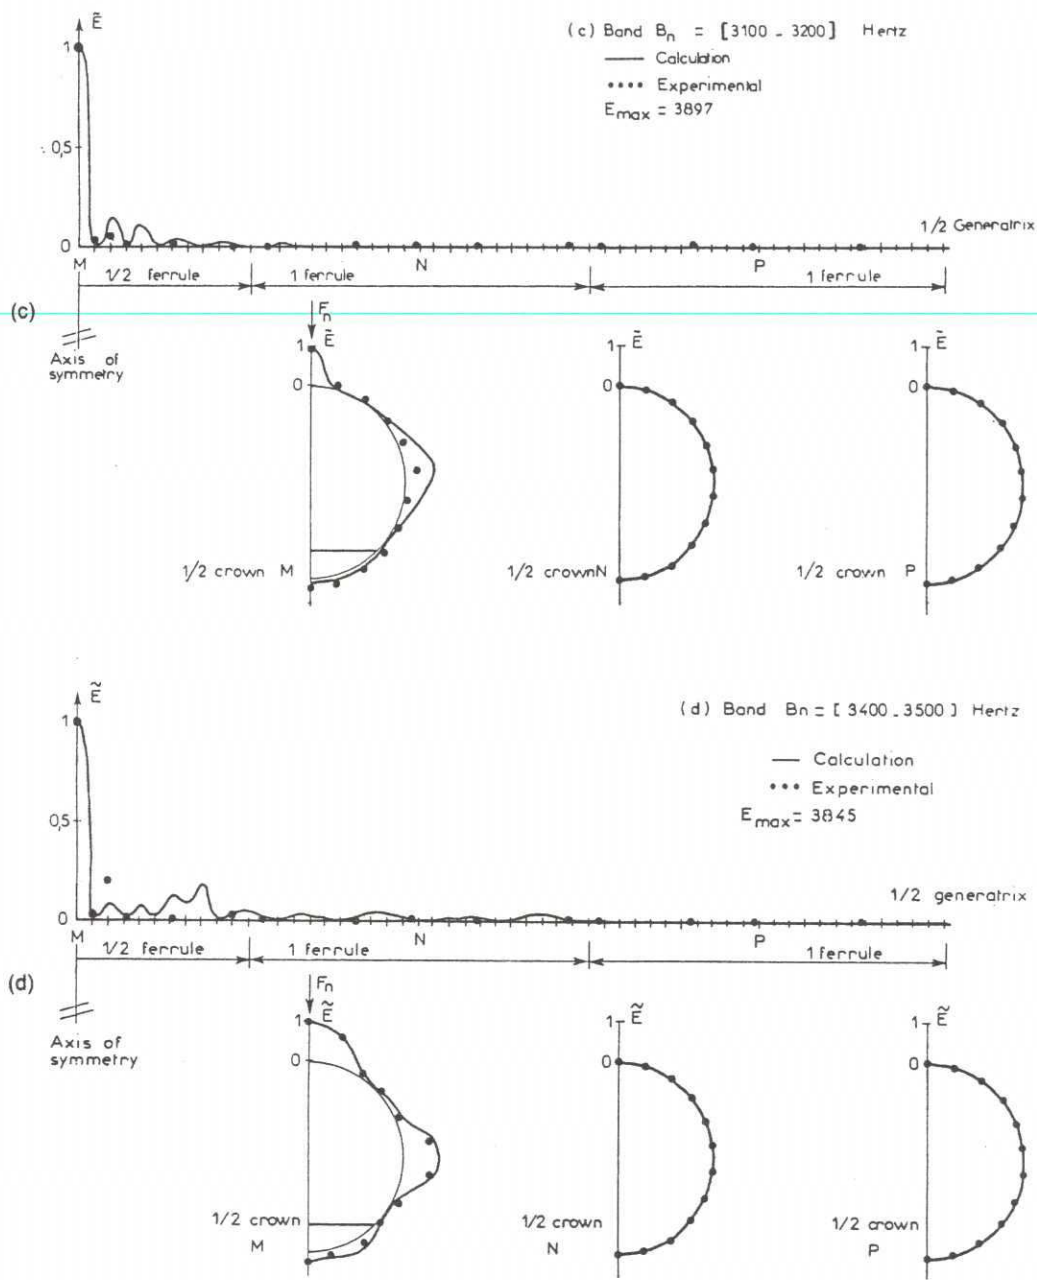 Ẽ
(c) Band Bn = [3100 - 3200] Hertz
Calculation
Experimental
Emax = 3897
1
0,5
0
1/2 Generatrix
M N P
1/2 ferrule 1 ferrule 1 ferrule
(c)
Fn
Axis of
symmetry
1 Ẽ 1 Ẽ 1 Ẽ
0 0 0
1/2 crown M 1/2 crown N 1/2 crown P
Ẽ
(d) Band Bn = [3400_3500] Hertz
1
Calculation
Experimental
Emax = 3845
0,5
1/2 generatrix
0
M N P
1/2 ferrule 1 ferrule 1 ferrule
(d)
Fn
Axis of
symmetry
1 Ẽ 1 Ẽ 1 Ẽ
0 0 0
1/2 crown 1/2 crown 1/2 crown
M N P